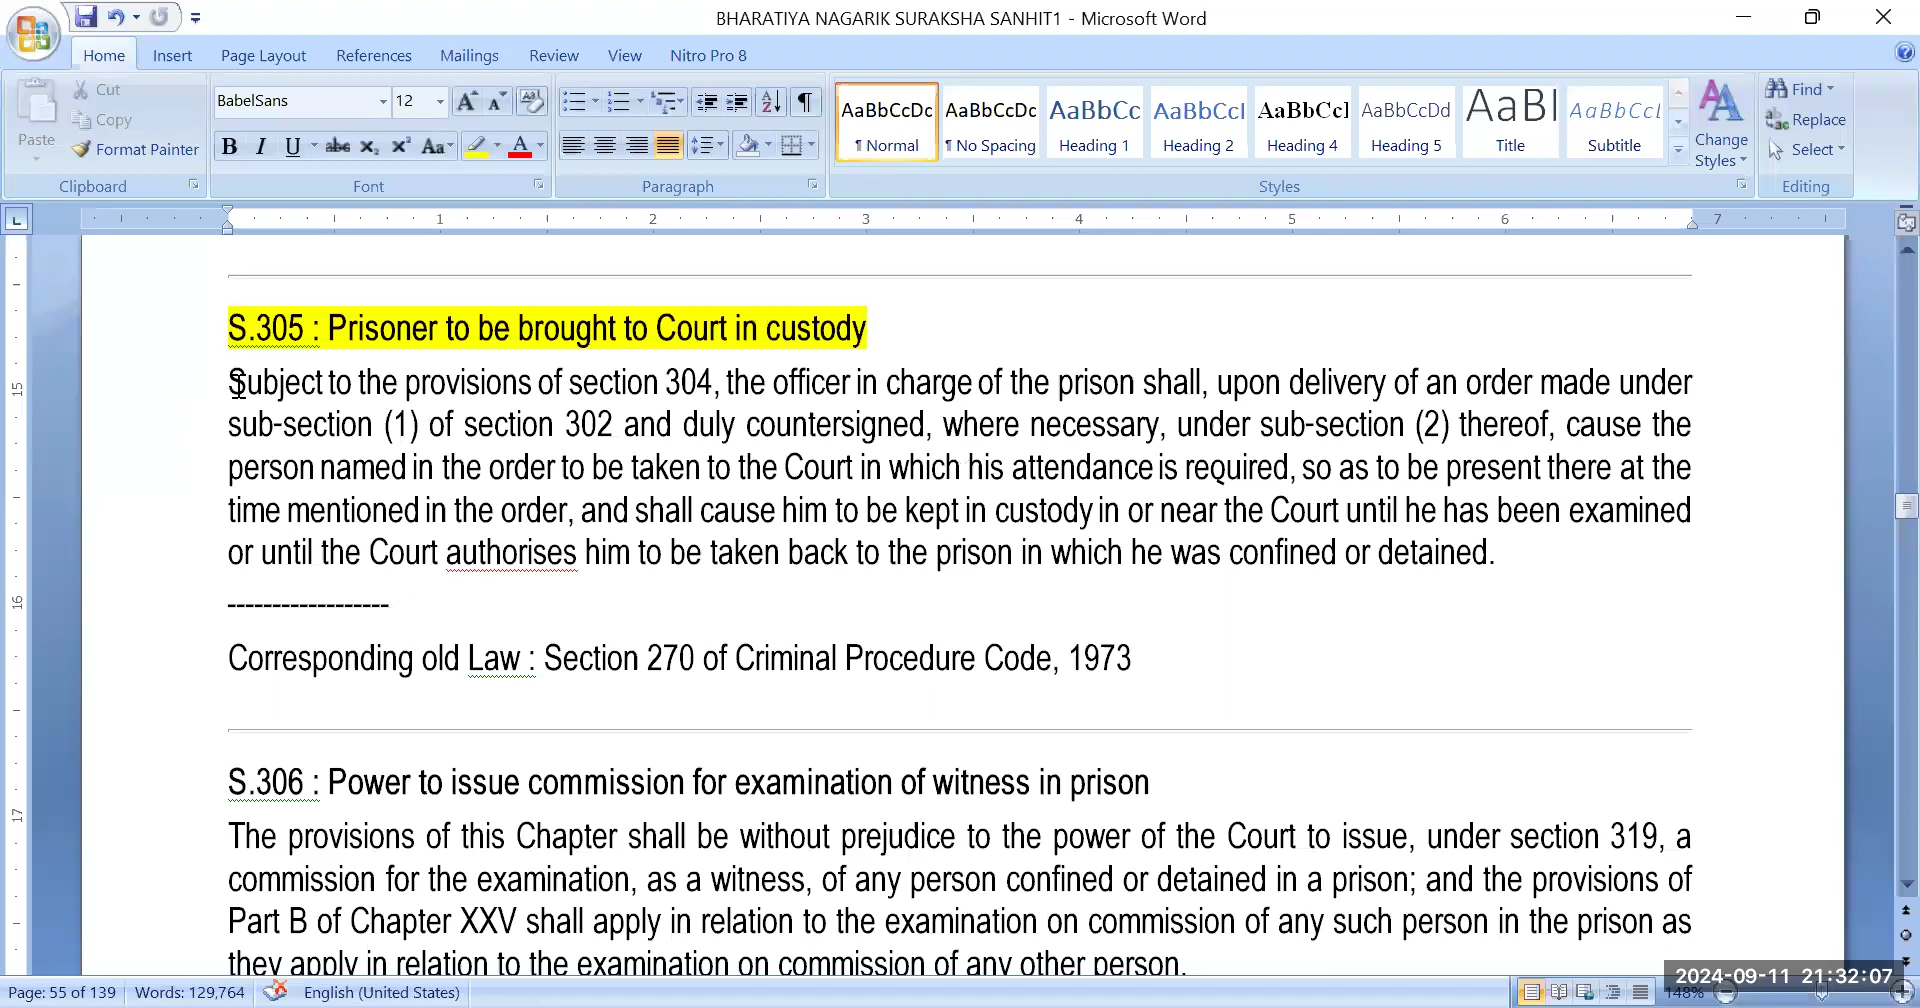 BHARATIYA NAGARIK SURAKSHA SANHIT1 - Microsoft Word
Home Insert Page Layout References Mailings Review View Nitro Pro 8
Paste
Cut
Copy
Format Painter
Clipboard
BabelSans 12
Font
Paragraph
AaBbCcDc AaBbCcDc AaBbCc AaBbCcI AaBbCcI AaBbCcDd AaBI AaBbCcL
¶ Normal ¶ No Spacing Heading 1 Heading 2 Heading 4 Heading 5 Title Subtitle
Change
Styles
Styles
Find
Replace
Select
Editing
1 2 3 4 5 6 7
S.305 : Prisoner to be brought to Court in custody
Subject to the provisions of section 304, the officer in charge of the prison shall, upon delivery of an order made under
sub-section (1) of section 302 and duly countersigned, where necessary, under sub-section (2) thereof, cause the
person named in the order to be taken to the Court in which his attendance is required, so as to be present there at the
time mentioned in the order, and shall cause him to be kept in custody in or near the Court until he has been examined
or until the Court authorises him to be taken back to the prison in which he was confined or detained.
------------------
Corresponding old Law : Section 270 of Criminal Procedure Code, 1973
S.306 : Power to issue commission for examination of witness in prison
The provisions of this Chapter shall be without prejudice to the power of the Court to issue, under section 319, a
commission for the examination, as a witness, of any person confined or detained in a prison; and the provisions of
Part B of Chapter XXV shall apply in relation to the examination on commission of any such person in the prison as
they apply in relation to the examination on commission of any other person.
15
16
17
Page: 55 of 139 Words: 129,764 English (United States) 148%
2024-09-11 21:32:07